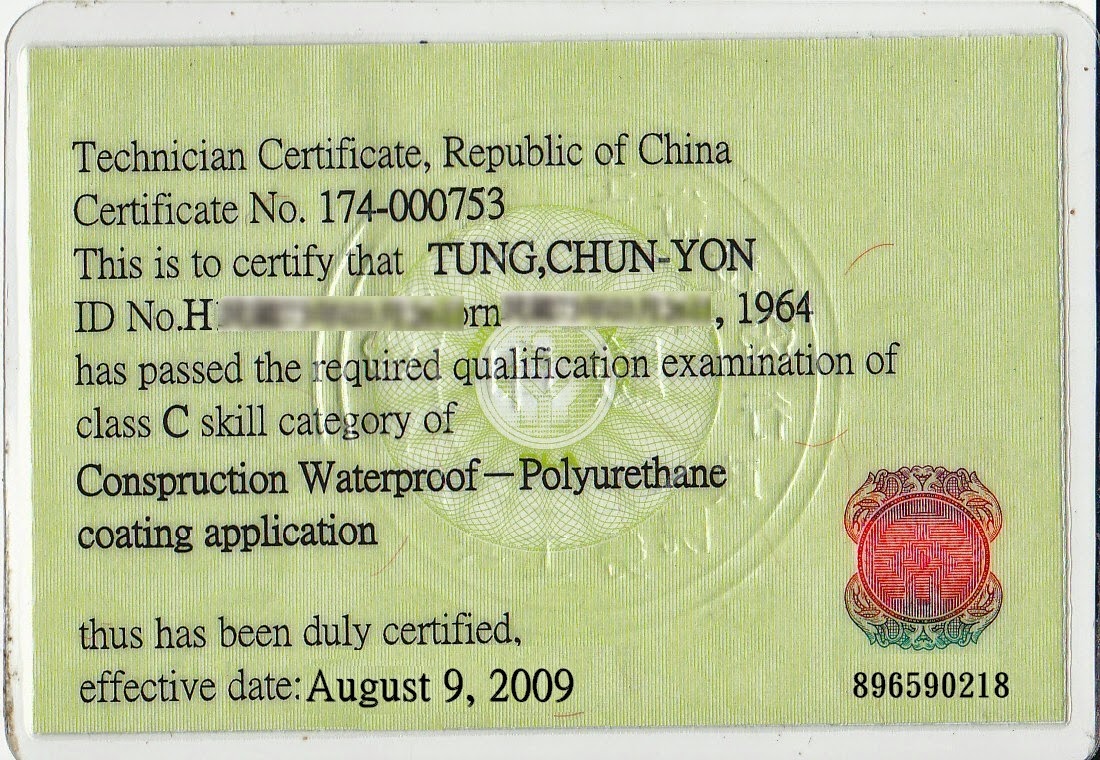 Technician Certificate, Republic of China
Certificate No. 174-000753
This is to certify that TUNG,CHUN-YON
ID No.H rn , 1964
has passed the required qualification examination of
class C skill category of
Conspruction Waterproof—Polyurethane
coating application
thus has been duly certified,
effective date: August 9, 2009
896590218